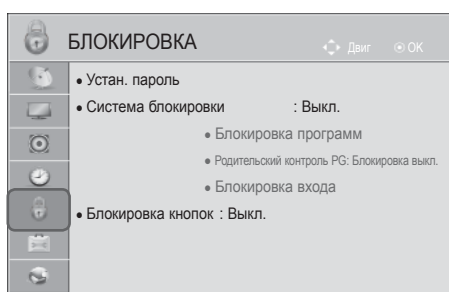 БЛОКИРОВКА
Двиг ОК
• Устан. пароль
• Система блокировки : Выкл.
• Блокировка программ
• Родительский контроль PG: Блокировка выкл.
• Блокировка входа
• Блокировка кнопок : Выкл.